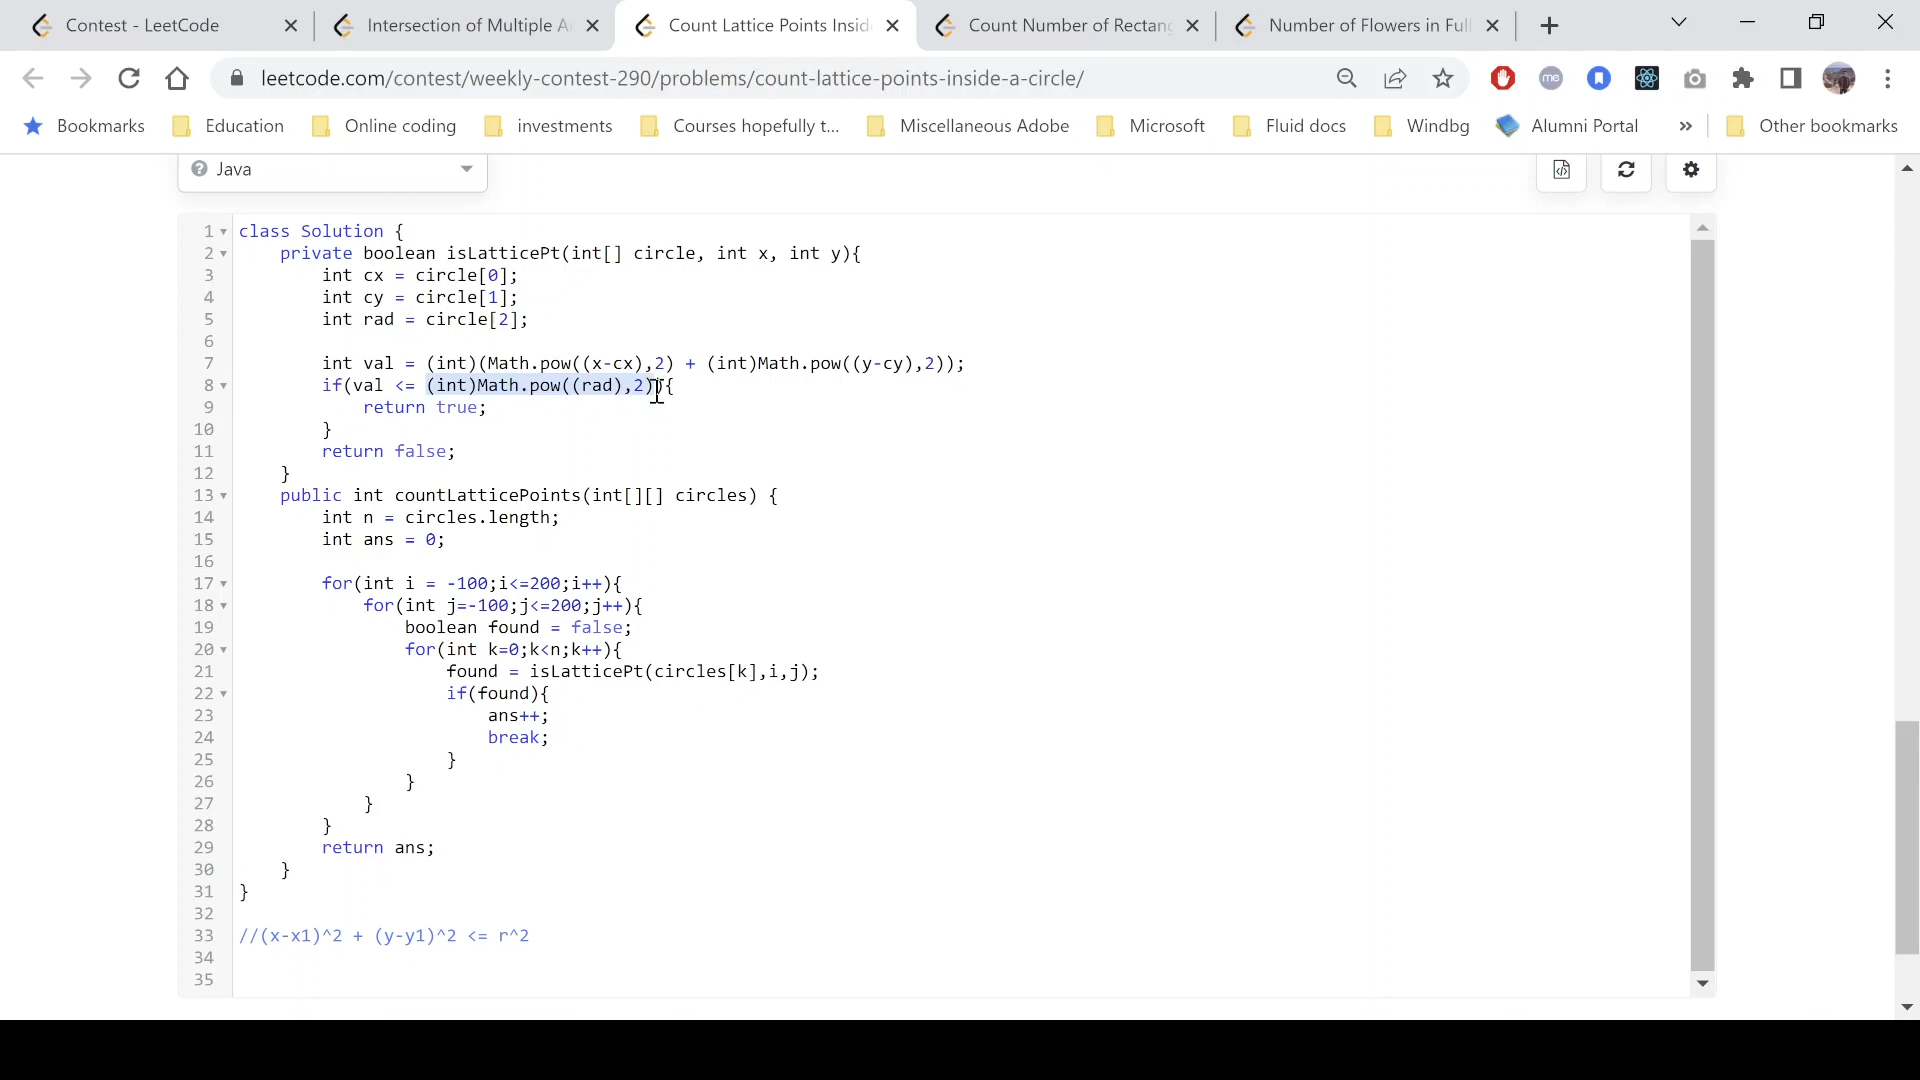 Contest - LeetCode
Intersection of Multiple A
Count Lattice Points Insid
Count Number of Rectang
Number of Flowers in Full
leetcode.com/contest/weekly-contest-290/problems/count-lattice-points-inside-a-circle/
me
Bookmarks
Education
Online coding
investments
Courses hopefully t...
Miscellaneous Adobe
Microsoft
Fluid docs
Windbg
Alumni Portal
»
Other bookmarks
Java
1 class Solution {
2 private boolean isLatticePt(int[] circle, int x, int y){
3 int cx = circle[0];
4 int cy = circle[1];
5 int rad = circle[2];
6
7 int val = (int)(Math.pow((x-cx),2) + (int)Math.pow((y-cy),2));
8 if(val <= (int)Math.pow((rad),2)){
9 return true;
10 }
11 return false;
12 }
13 public int countLatticePoints(int[][] circles) {
14 int n = circles.length;
15 int ans = 0;
16
17 for(int i = -100;i<=200;i++){
18 for(int j=-100;j<=200;j++){
19 boolean found = false;
20 for(int k=0;k<n;k++){
21 found = isLatticePt(circles[k],i,j);
22 if(found){
23 ans++;
24 break;
25 }
26 }
27 }
28 }
29 return ans;
30 }
31 }
32
33 //(x-x1)^2 + (y-y1)^2 <= r^2
34
35